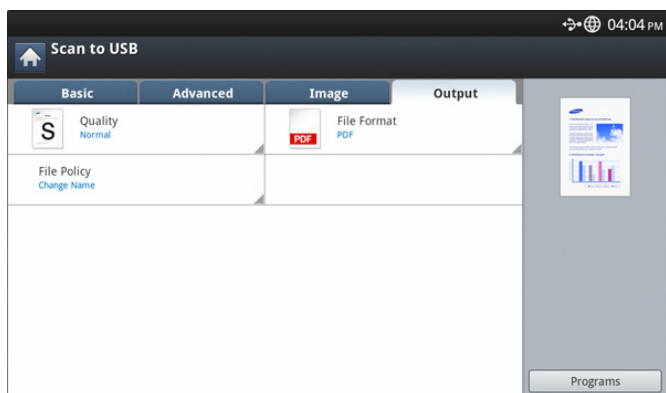 04:04 PM
Scan to USB
Basic
Advanced
Image
Output
S
Quality
Normal
PDF
File Format
PDF
File Policy
Change Name
Programs